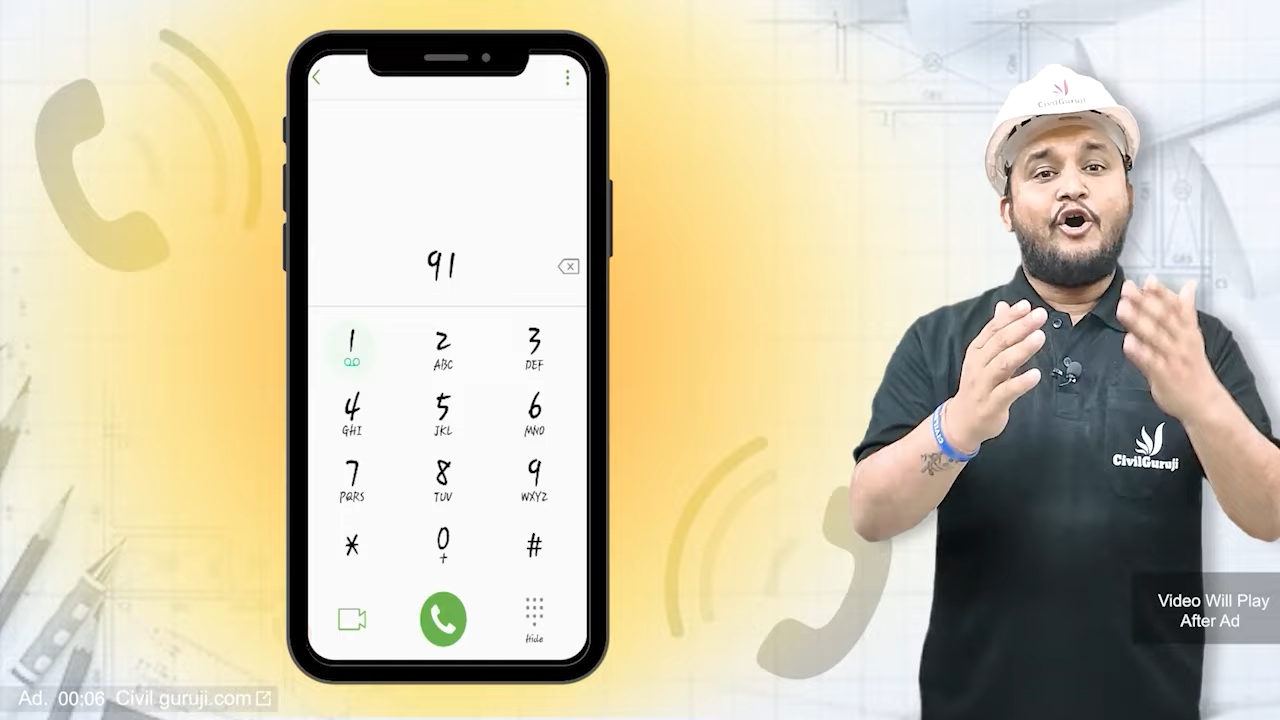 CivilGuruji
91
1
2
ABC
3
DEF
4
GHI
5
JKL
6
MNO
7
PQRS
8
TUV
9
WXYZ
*
0
+
#
Hide
CivilGuruji
Video Will Play
After Ad
Ad. 00:06 Civil guruji.com